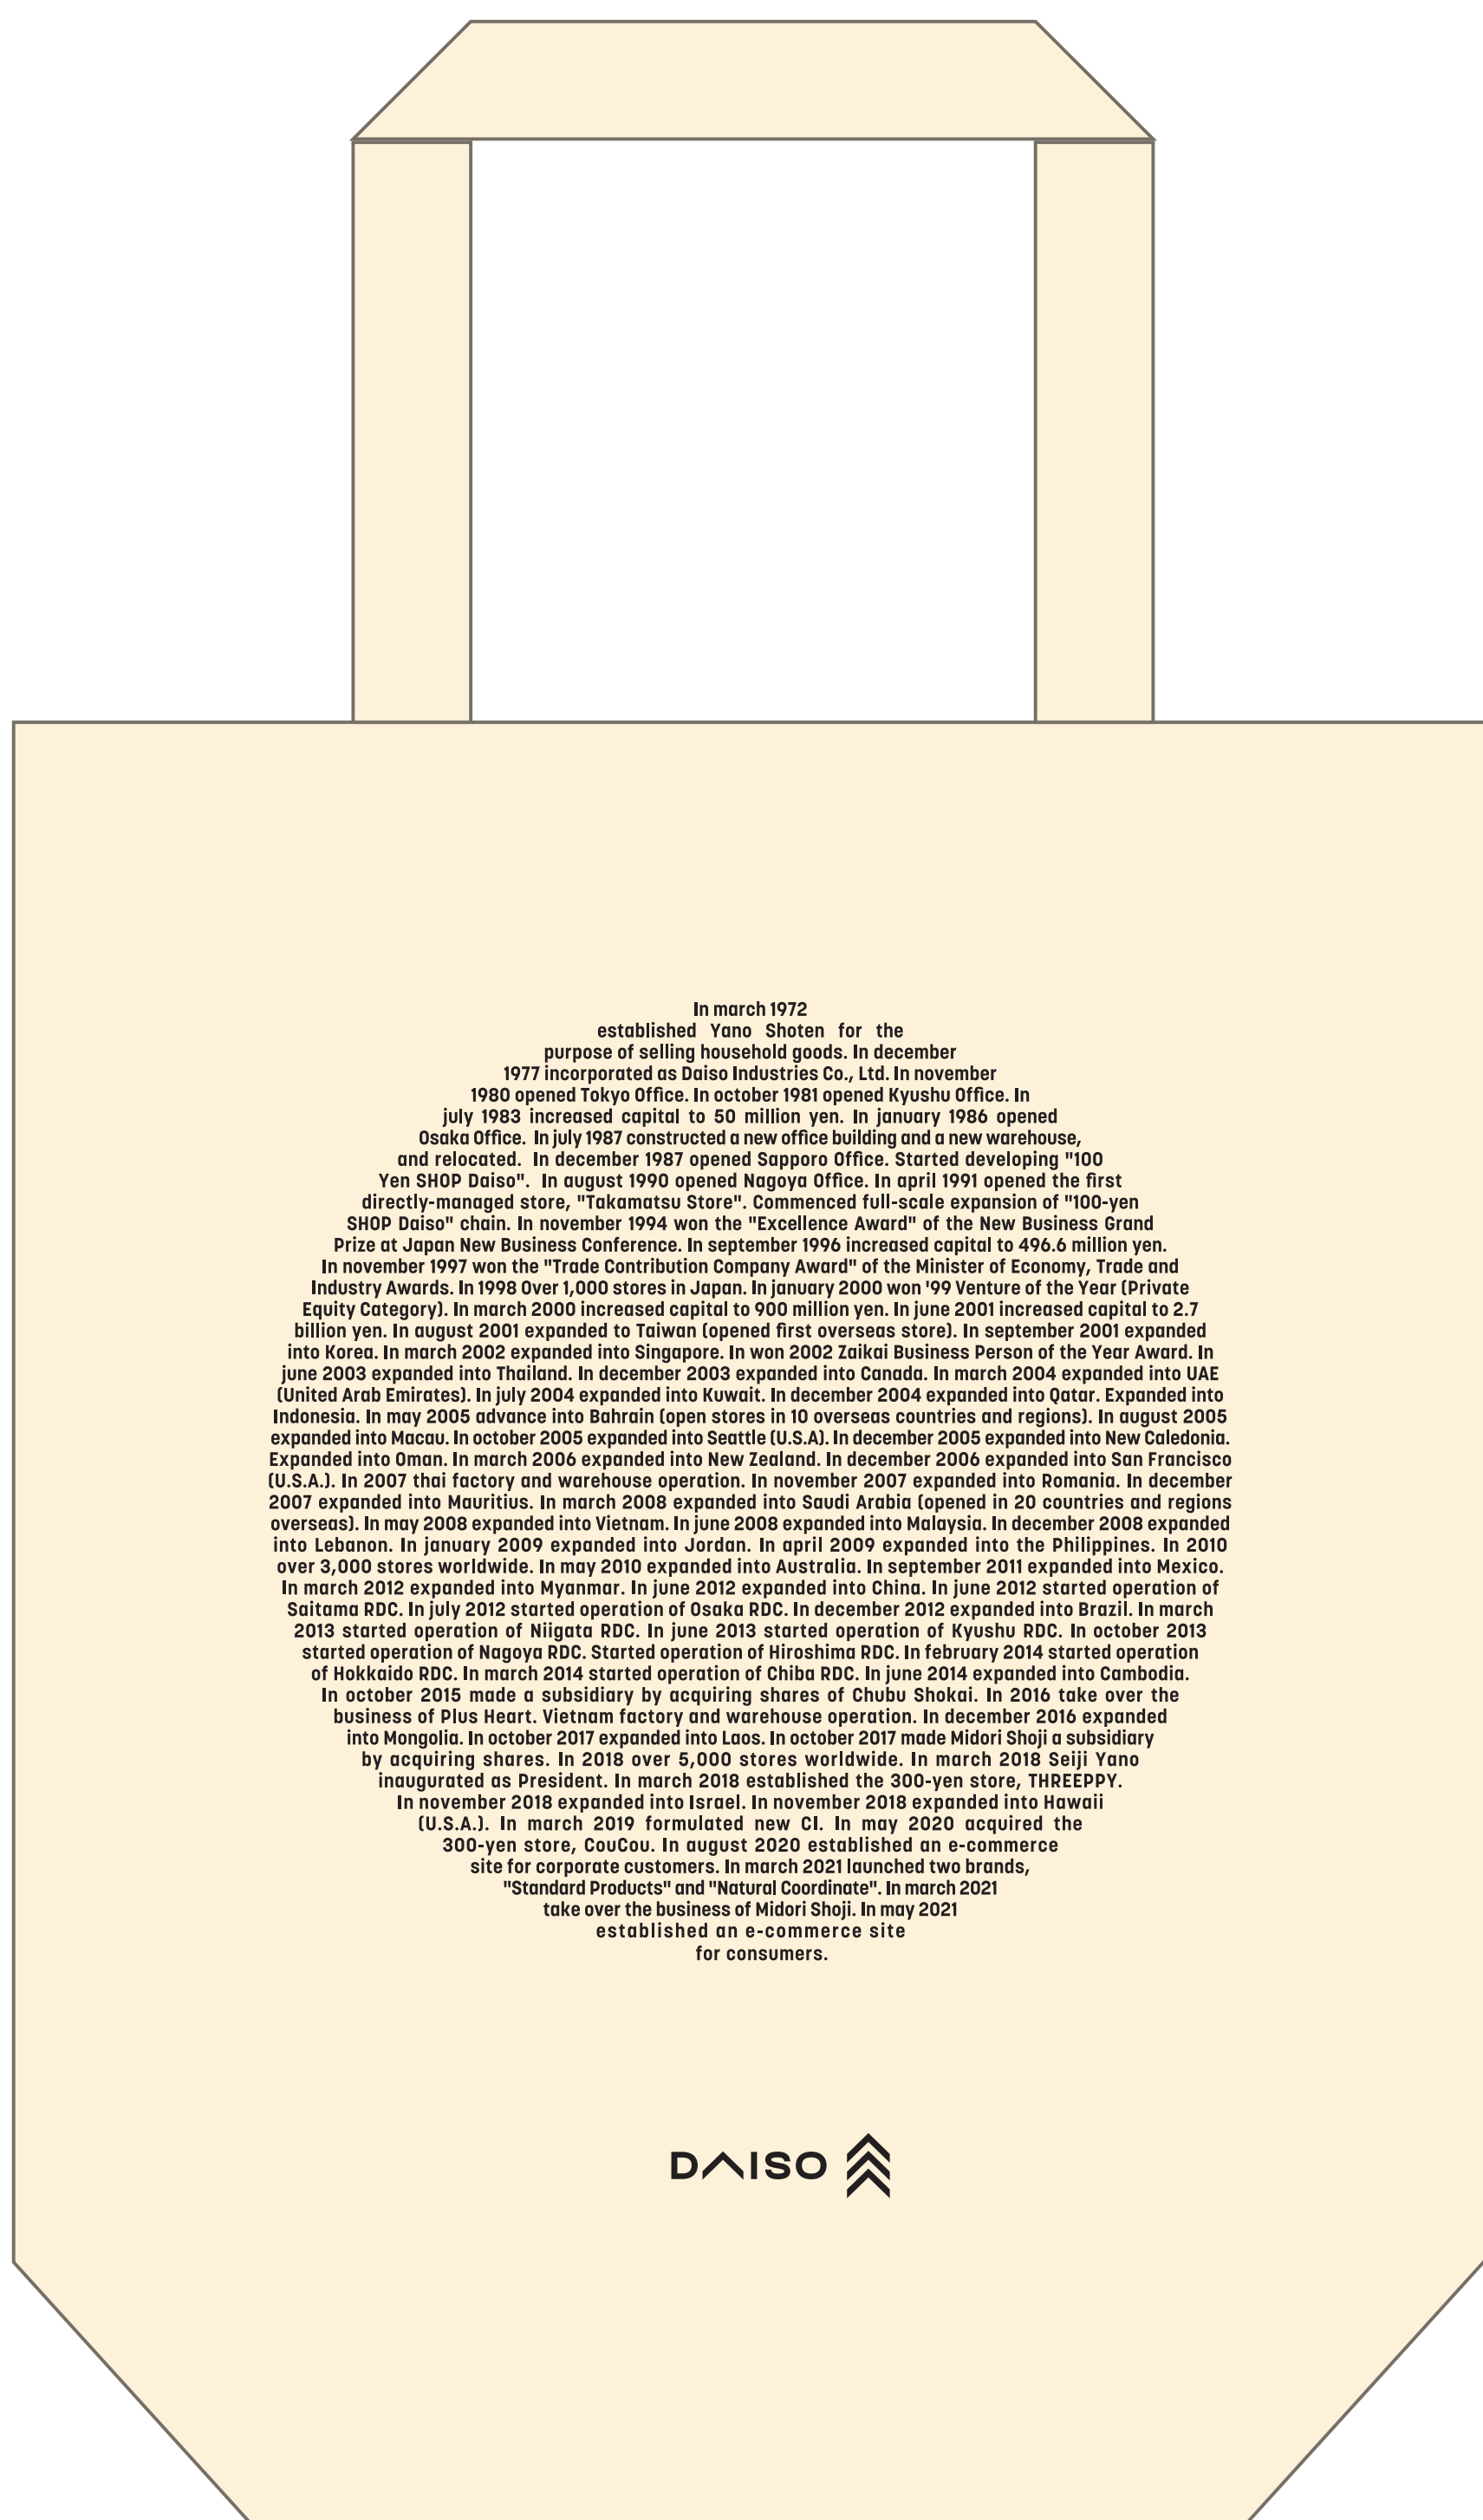 In march 1972
established Yano Shoten for the
purpose of selling household goods. In december
1977 incorporated as Daiso Industries Co., Ltd. In november
1980 opened Tokyo Office. In october 1981 opened Kyushu Office. In
july 1983 increased capital to 50 million yen. In january 1986 opened
Osaka Office. In july 1987 constructed a new office building and a new warehouse,
and relocated. In december 1987 opened Sapporo Office. Started developing "100
Yen SHOP Daiso". In august 1990 opened Nagoya Office. In april 1991 opened the first
directly-managed store, "Takamatsu Store". Commenced full-scale expansion of "100-yen
SHOP Daiso" chain. In november 1994 won the "Excellence Award" of the New Business Grand
Prize at Japan New Business Conference. In september 1996 increased capital to 496.6 million yen.
In november 1997 won the "Trade Contribution Company Award" of the Minister of Economy, Trade and
Industry Awards. In 1998 Over 1,000 stores in Japan. In january 2000 won '99 Venture of the Year (Private
Equity Category). In march 2000 increased capital to 900 million yen. In june 2001 increased capital to 2.7
billion yen. In august 2001 expanded to Taiwan (opened first overseas store). In september 2001 expanded
into Korea. In march 2002 expanded into Singapore. In won 2002 Zaikai Business Person of the Year Award. In
june 2003 expanded into Thailand. In december 2003 expanded into Canada. In march 2004 expanded into UAE
(United Arab Emirates). In july 2004 expanded into Kuwait. In december 2004 expanded into Qatar. Expanded into
Indonesia. In may 2005 advance into Bahrain (open stores in 10 overseas countries and regions). In august 2005
expanded into Macau. In october 2005 expanded into Seattle (U.S.A). In december 2005 expanded into New Caledonia.
Expanded into Oman. In march 2006 expanded into New Zealand. In december 2006 expanded into San Francisco
(U.S.A.). In 2007 thai factory and warehouse operation. In november 2007 expanded into Romania. In december
2007 expanded into Mauritius. In march 2008 expanded into Saudi Arabia (opened in 20 countries and regions
overseas). In may 2008 expanded into Vietnam. In june 2008 expanded into Malaysia. In december 2008 expanded
into Lebanon. In january 2009 expanded into Jordan. In april 2009 expanded into the Philippines. In 2010
over 3,000 stores worldwide. In may 2010 expanded into Australia. In september 2011 expanded into Mexico.
In march 2012 expanded into Myanmar. In june 2012 expanded into China. In june 2012 started operation of
Saitama RDC. In july 2012 started operation of Osaka RDC. In december 2012 expanded into Brazil. In march
2013 started operation of Niigata RDC. In june 2013 started operation of Kyushu RDC. In october 2013
started operation of Nagoya RDC. Started operation of Hiroshima RDC. In february 2014 started operation
of Hokkaido RDC. In march 2014 started operation of Chiba RDC. In june 2014 expanded into Cambodia.
In october 2015 made a subsidiary by acquiring shares of Chubu Shokai. In 2016 take over the
business of Plus Heart. Vietnam factory and warehouse operation. In december 2016 expanded
into Mongolia. In october 2017 expanded into Laos. In october 2017 made Midori Shoji a subsidiary
by acquiring shares. In 2018 over 5,000 stores worldwide. In march 2018 Seiji Yano
inaugurated as President. In march 2018 established the 300-yen store, THREEPPY.
In november 2018 expanded into Israel. In november 2018 expanded into Hawaii
(U.S.A.). In march 2019 formulated new CI. In may 2020 acquired the
300-yen store, CouCou. In august 2020 established an e-commerce
site for corporate customers. In march 2021 launched two brands,
"Standard Products" and "Natural Coordinate". In march 2021
take over the business of Midori Shoji. In may 2021
established an e-commerce site
for consumers.
DAISO